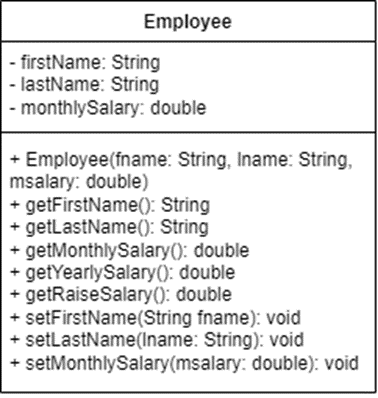 Employee
- firstName: String
- lastName: String
- monthlySalary: double
+ Employee(fname: String, lname: String,
msalary: double)
+ getFirstName(): String
+ getLastName(): String
+ getMonthlySalary(): double
+ getYearlySalary(): double
+ getRaiseSalary(): double
+ setFirstName(String fname): void
+ setLastName(lname: String): void
+ setMonthlySalary(msalary: double): void